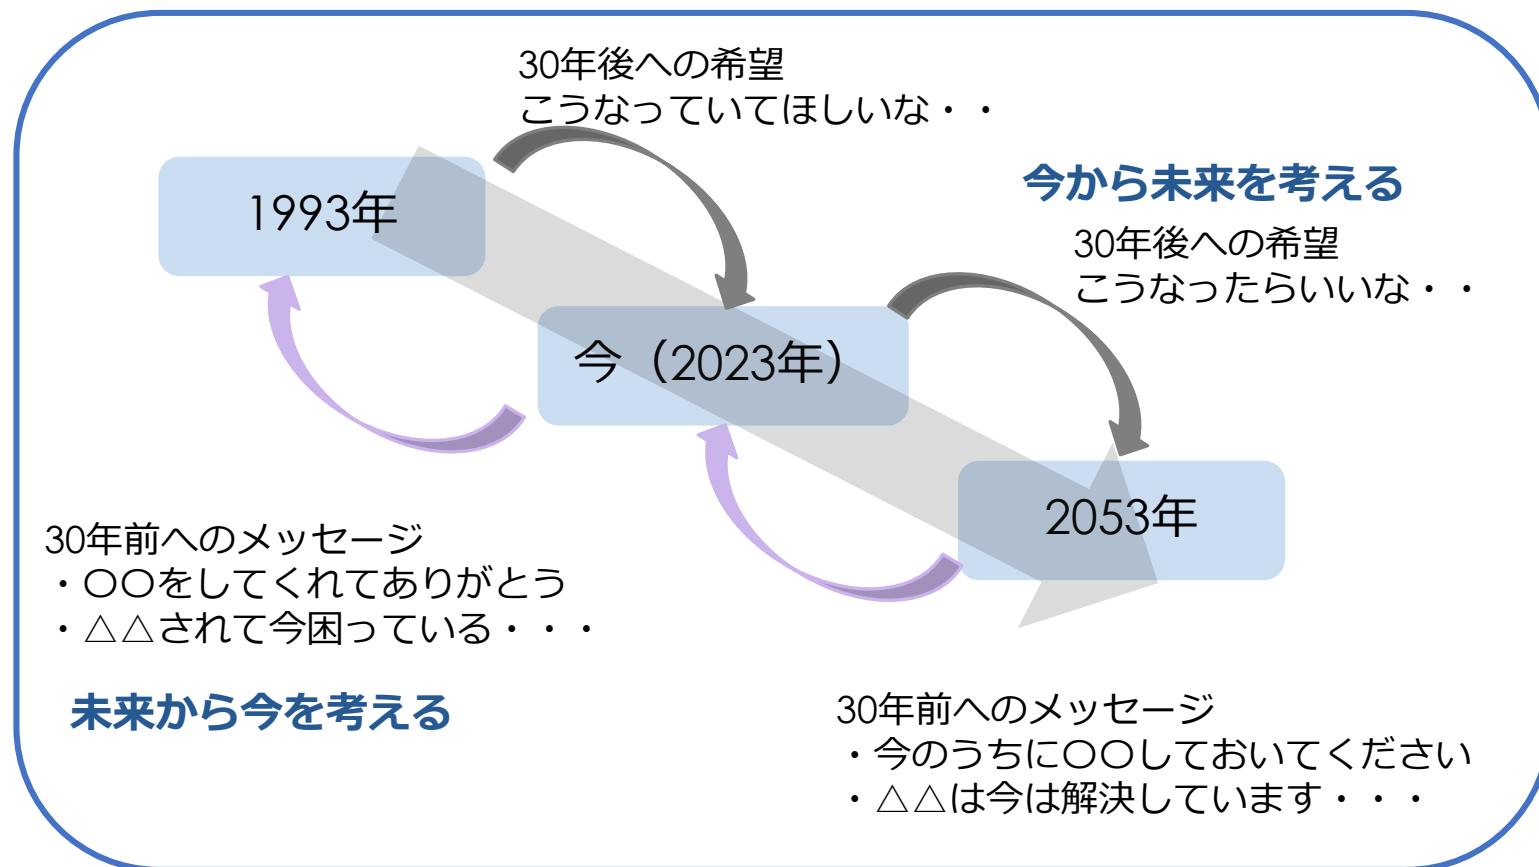 30年後への希望
こうなっていてほしいな・・
1993年
今から未来を考える
30年後への希望
こうなったらいいな・・
今（2023年）
2053年
30年前へのメッセージ
・〇〇をしてくれてありがとう
・△△されて今困っている・・・
未来から今を考える
30年前へのメッセージ
・今のうちに〇〇しておいてください
・△△は今は解決しています・・・